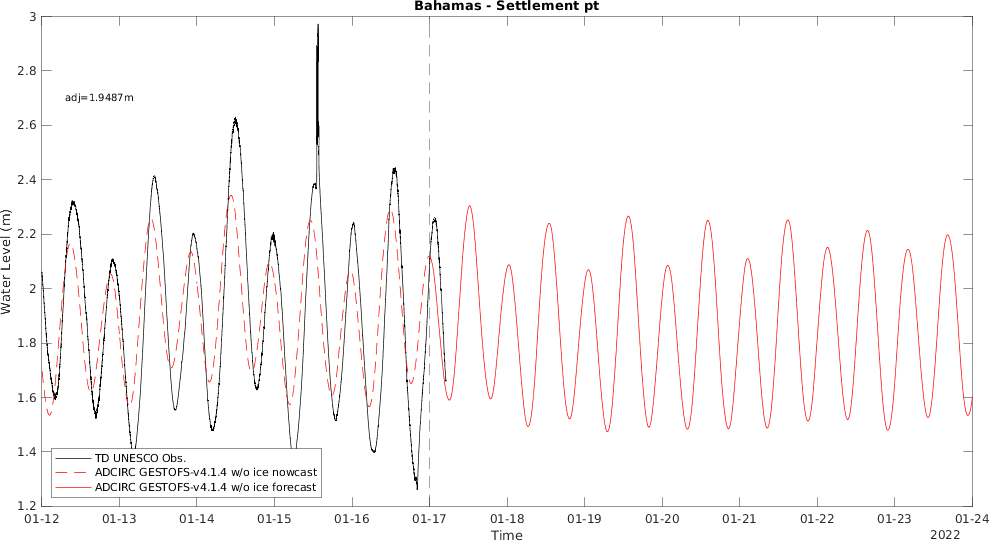 Bahamas - Settlement pt
3
2.8
2.6
2.4
2.2
2
1.8
1.6
1.4
1.2
Water Level (m)
adj=1.9487m
TD UNESCO Obs.
ADCIRC GESTOFS-v4.1.4 w/o ice nowcast
ADCIRC GESTOFS-v4.1.4 w/o ice forecast
01-12 01-13 01-14 01-15 01-16 01-17 01-18 01-19 01-20 01-21 01-22 01-23 01-24
Time
2022